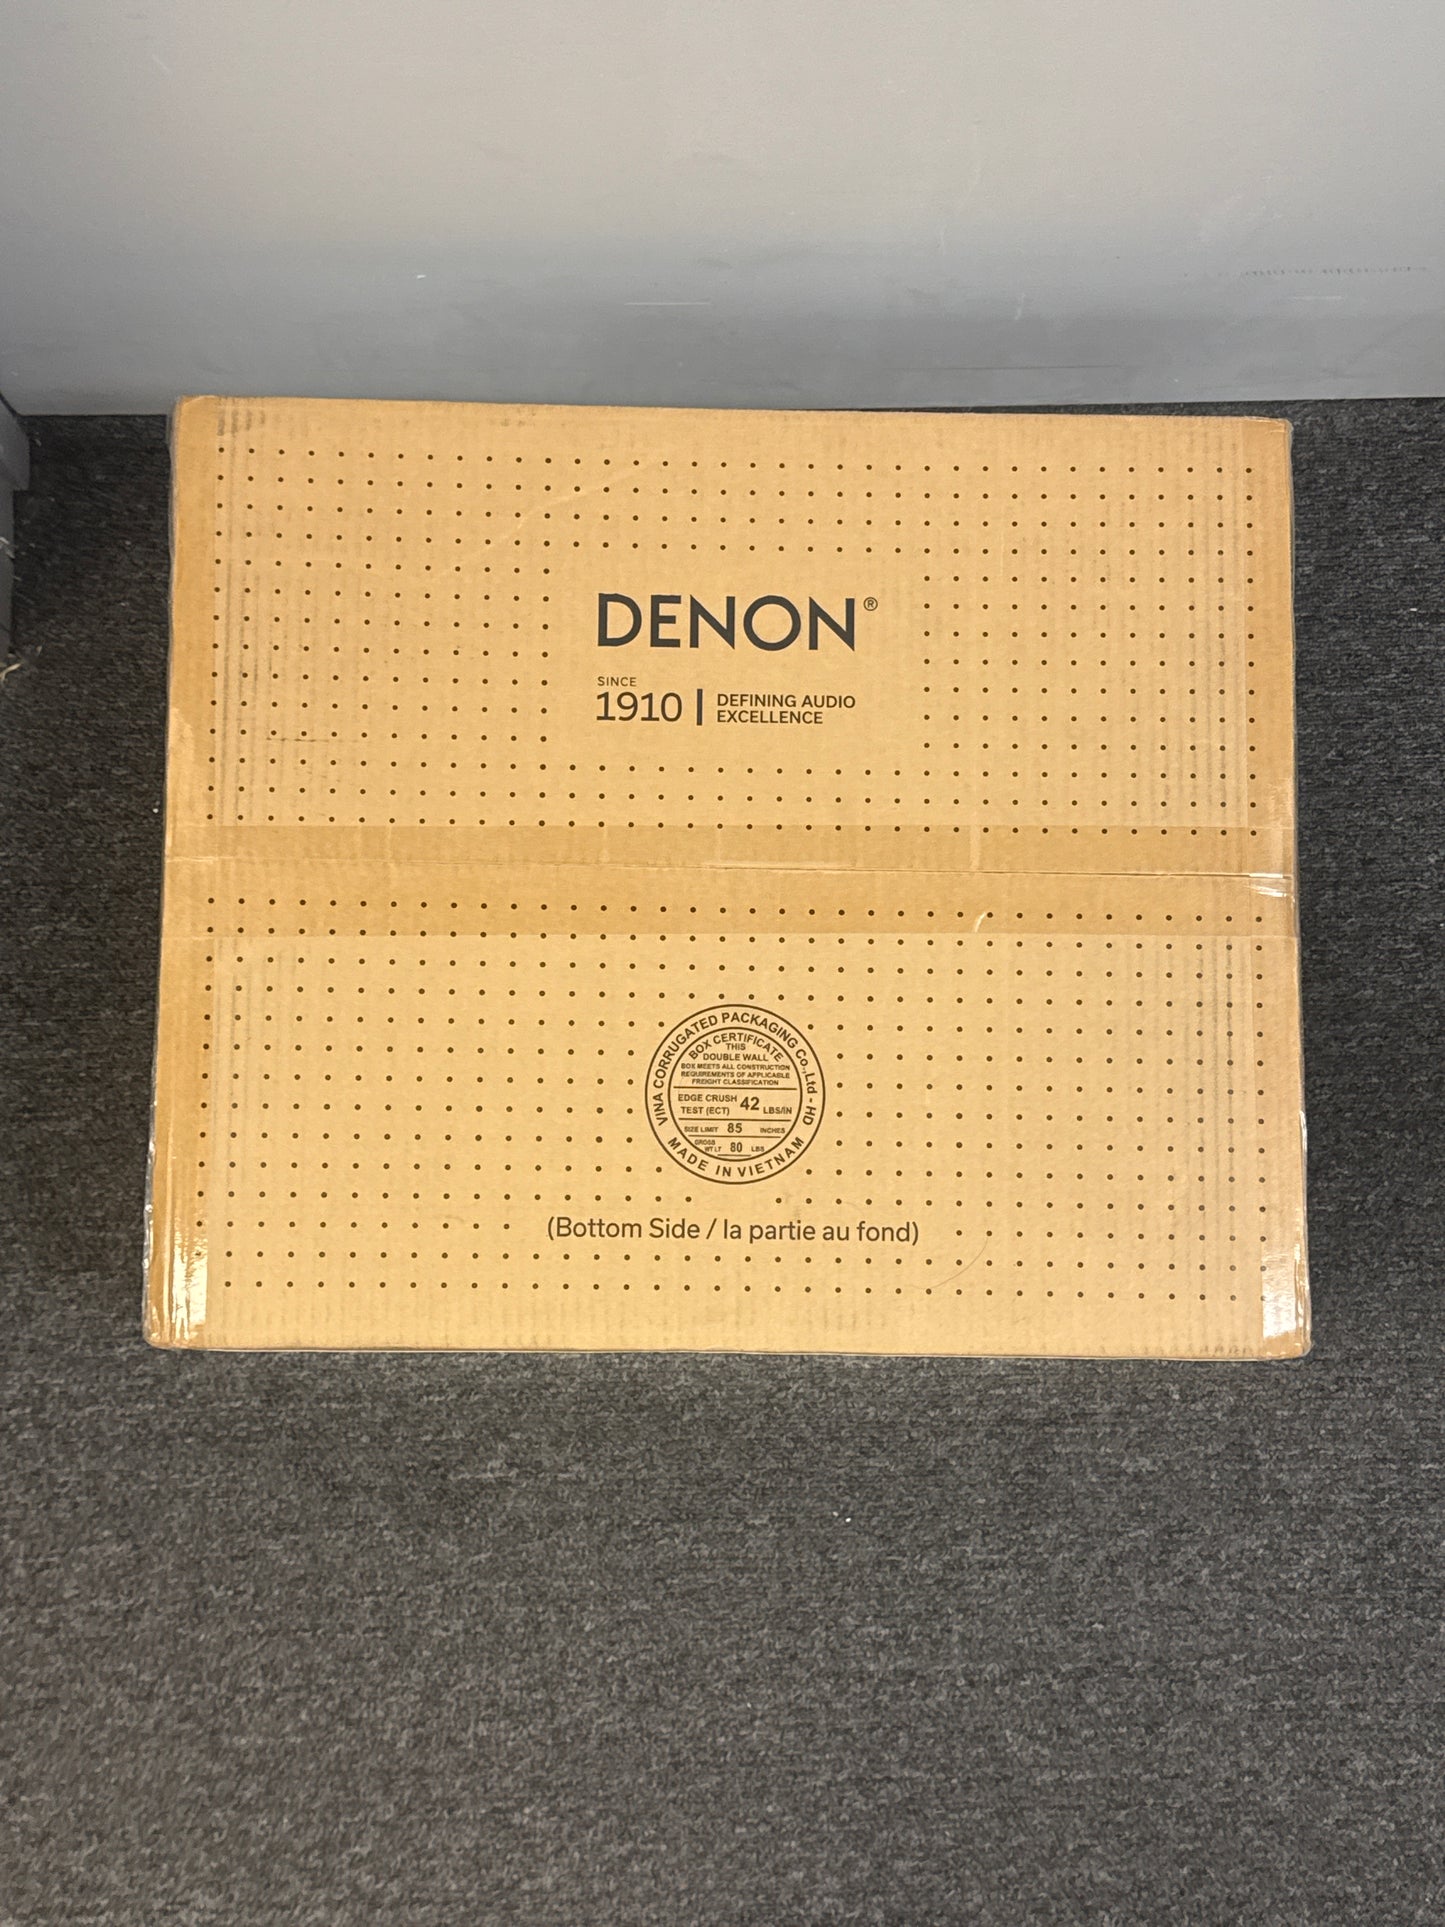 DENON®
SINCE
1910 | DEFINING AUDIO
EXCELLENCE
VINA CORRUGATED PACKAGING Co.,Ltd - HD
BOX CERTIFICATE
THIS
DOUBLE WALL
BOX MEETS ALL CONSTRUCTION
REQUIREMENTS OF APPLICABLE
FREIGHT CLASSIFICATION
EDGE CRUSH
TEST (ECT) 42 LBS/IN
SIZE LIMIT 85 INCHES
GROSS
WT LT 80 LBS
MADE IN VIETNAM
(Bottom Side / la partie au fond)